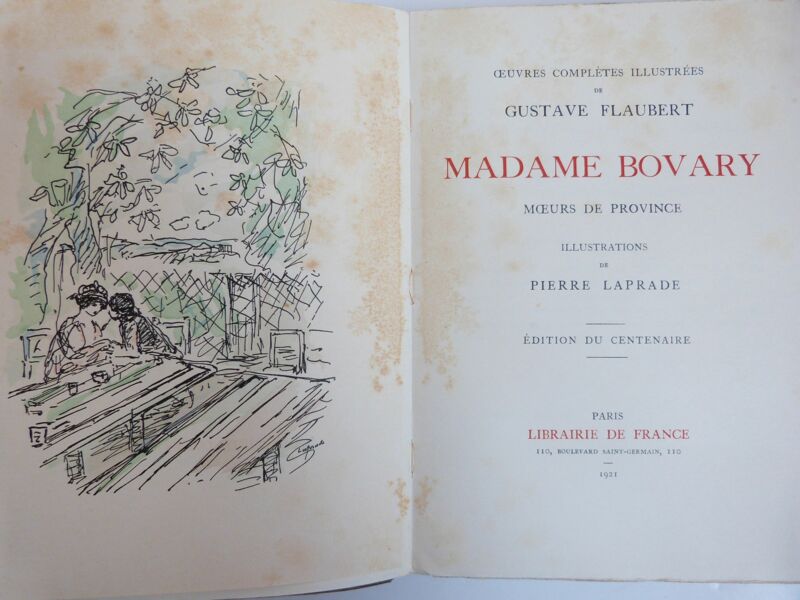 Laprade
ŒUVRES COMPLÈTES ILLUSTRÉES
DE
GUSTAVE FLAUBERT
MADAME BOVARY
MŒURS DE PROVINCE
ILLUSTRATIONS
DE
PIERRE LAPRADE
ÉDITION DU CENTENAIRE
PARIS
LIBRAIRIE DE FRANCE
110, BOULEVARD SAINT-GERMAIN, 110
1921